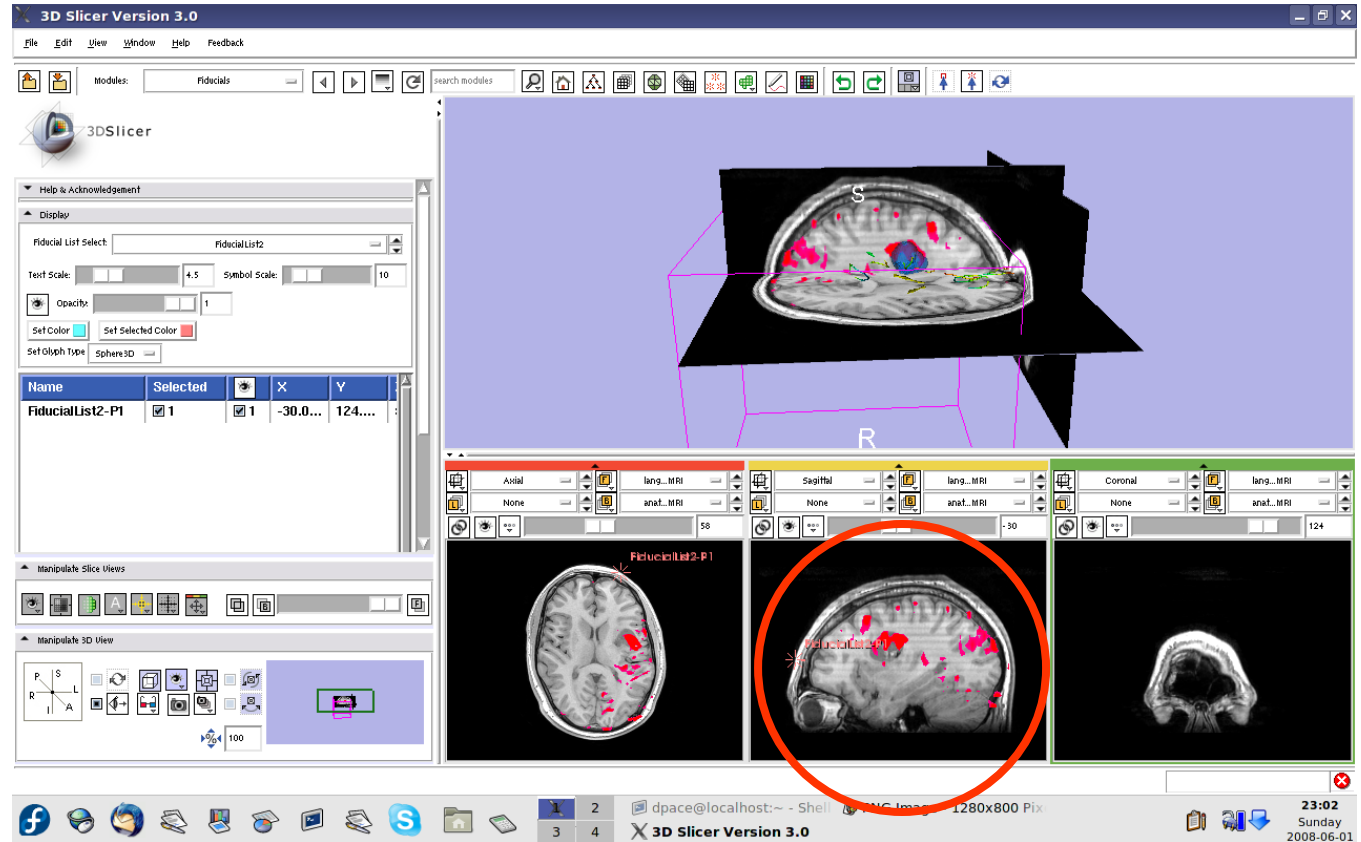 3D Slicer Version 3.0
File Edit View Window Help Feedback
Modules: Fiducials search modules
3DSlicer
Help & Acknowledgement
Display
Fiducial List Select: FiducialList2
Text Scale: 4.5 Symbol Scale: 10
Opacity: 1
Set Color Set Selected Color
Set Glyph Type Sphere3D
Name Selected X Y
FiducialList2-P1 1 1 -30.0... 124....
S
R
Axial lang...MRI
None anat...MRI
58
Sagittal lang...MRI
None anat...MRI
-30
Coronal lang...MRI
None anat...MRI
124
FiducialList2-P1
FiducialList2-P1
Manipulate Slice Views
Manipulate 3D View
P S
R L
I A
100
1 2
3 4
dpace@localhost:~ - Shell
PNG Image - 1280x800 Pix
3D Slicer Version 3.0
23:02
Sunday
2008-06-01